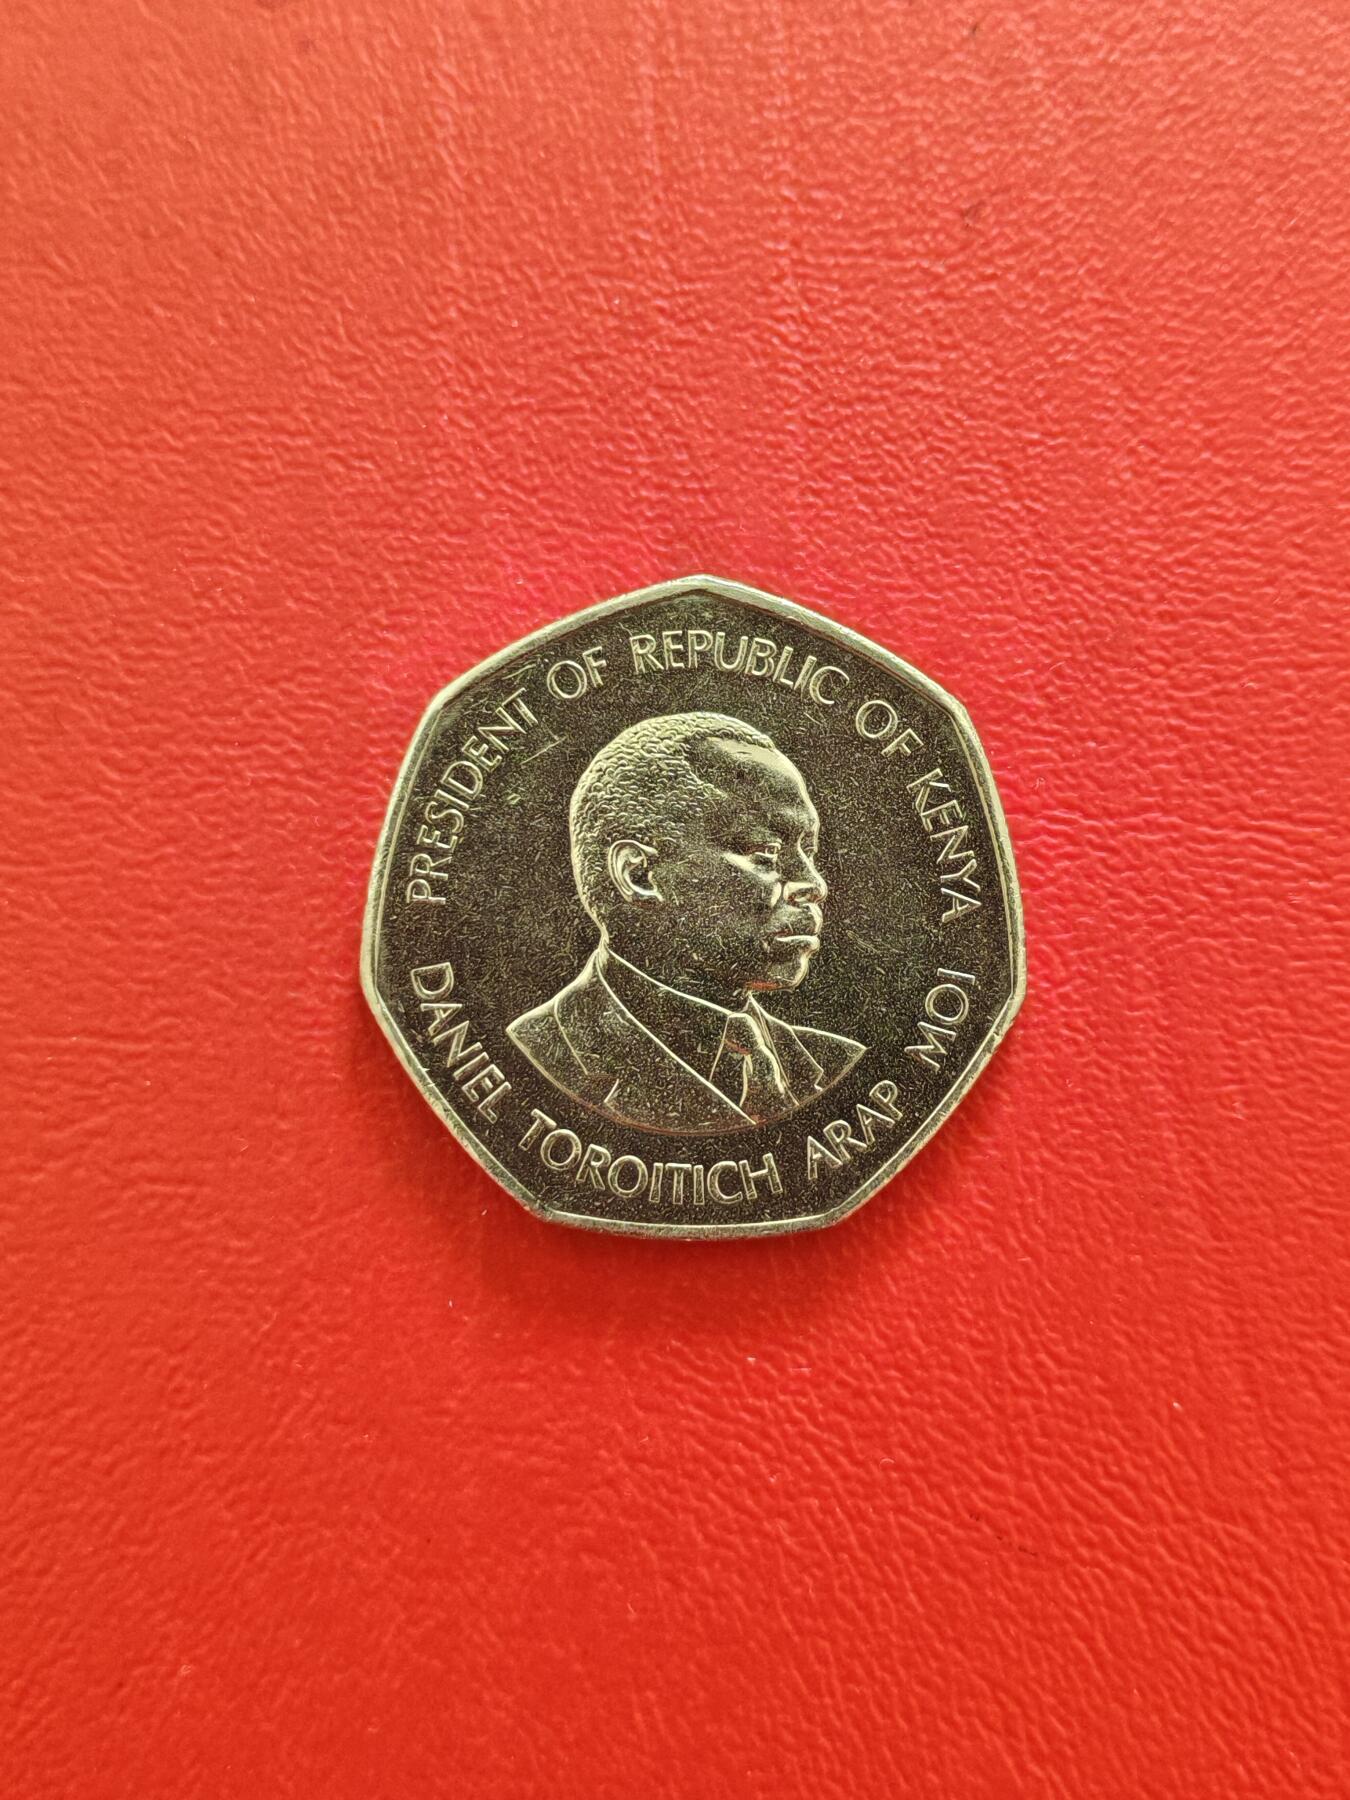 PRESIDENT OF REPUBLIC OF KENYA
DANIEL TOROITICH ARAP MOI